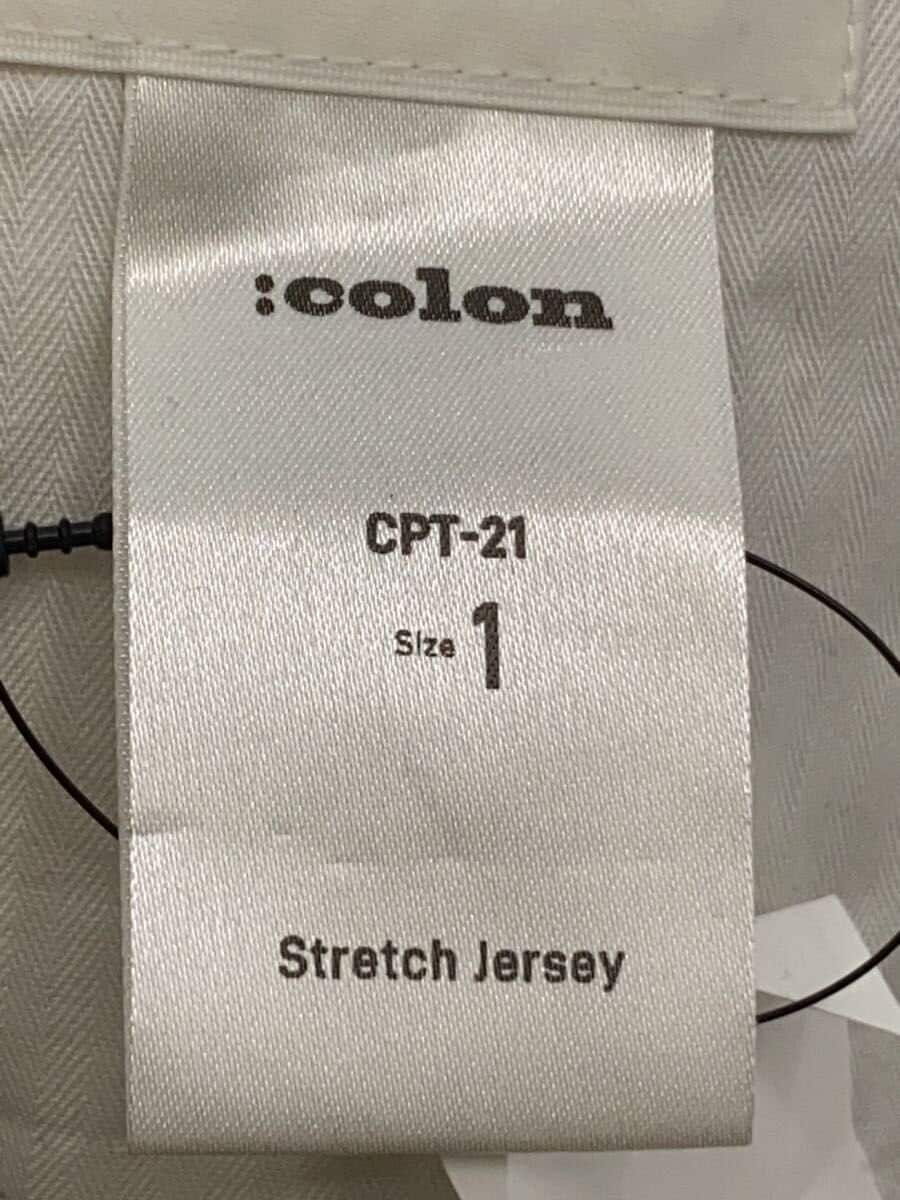 :colon
CPT-21
Size 1
Stretch Jersey